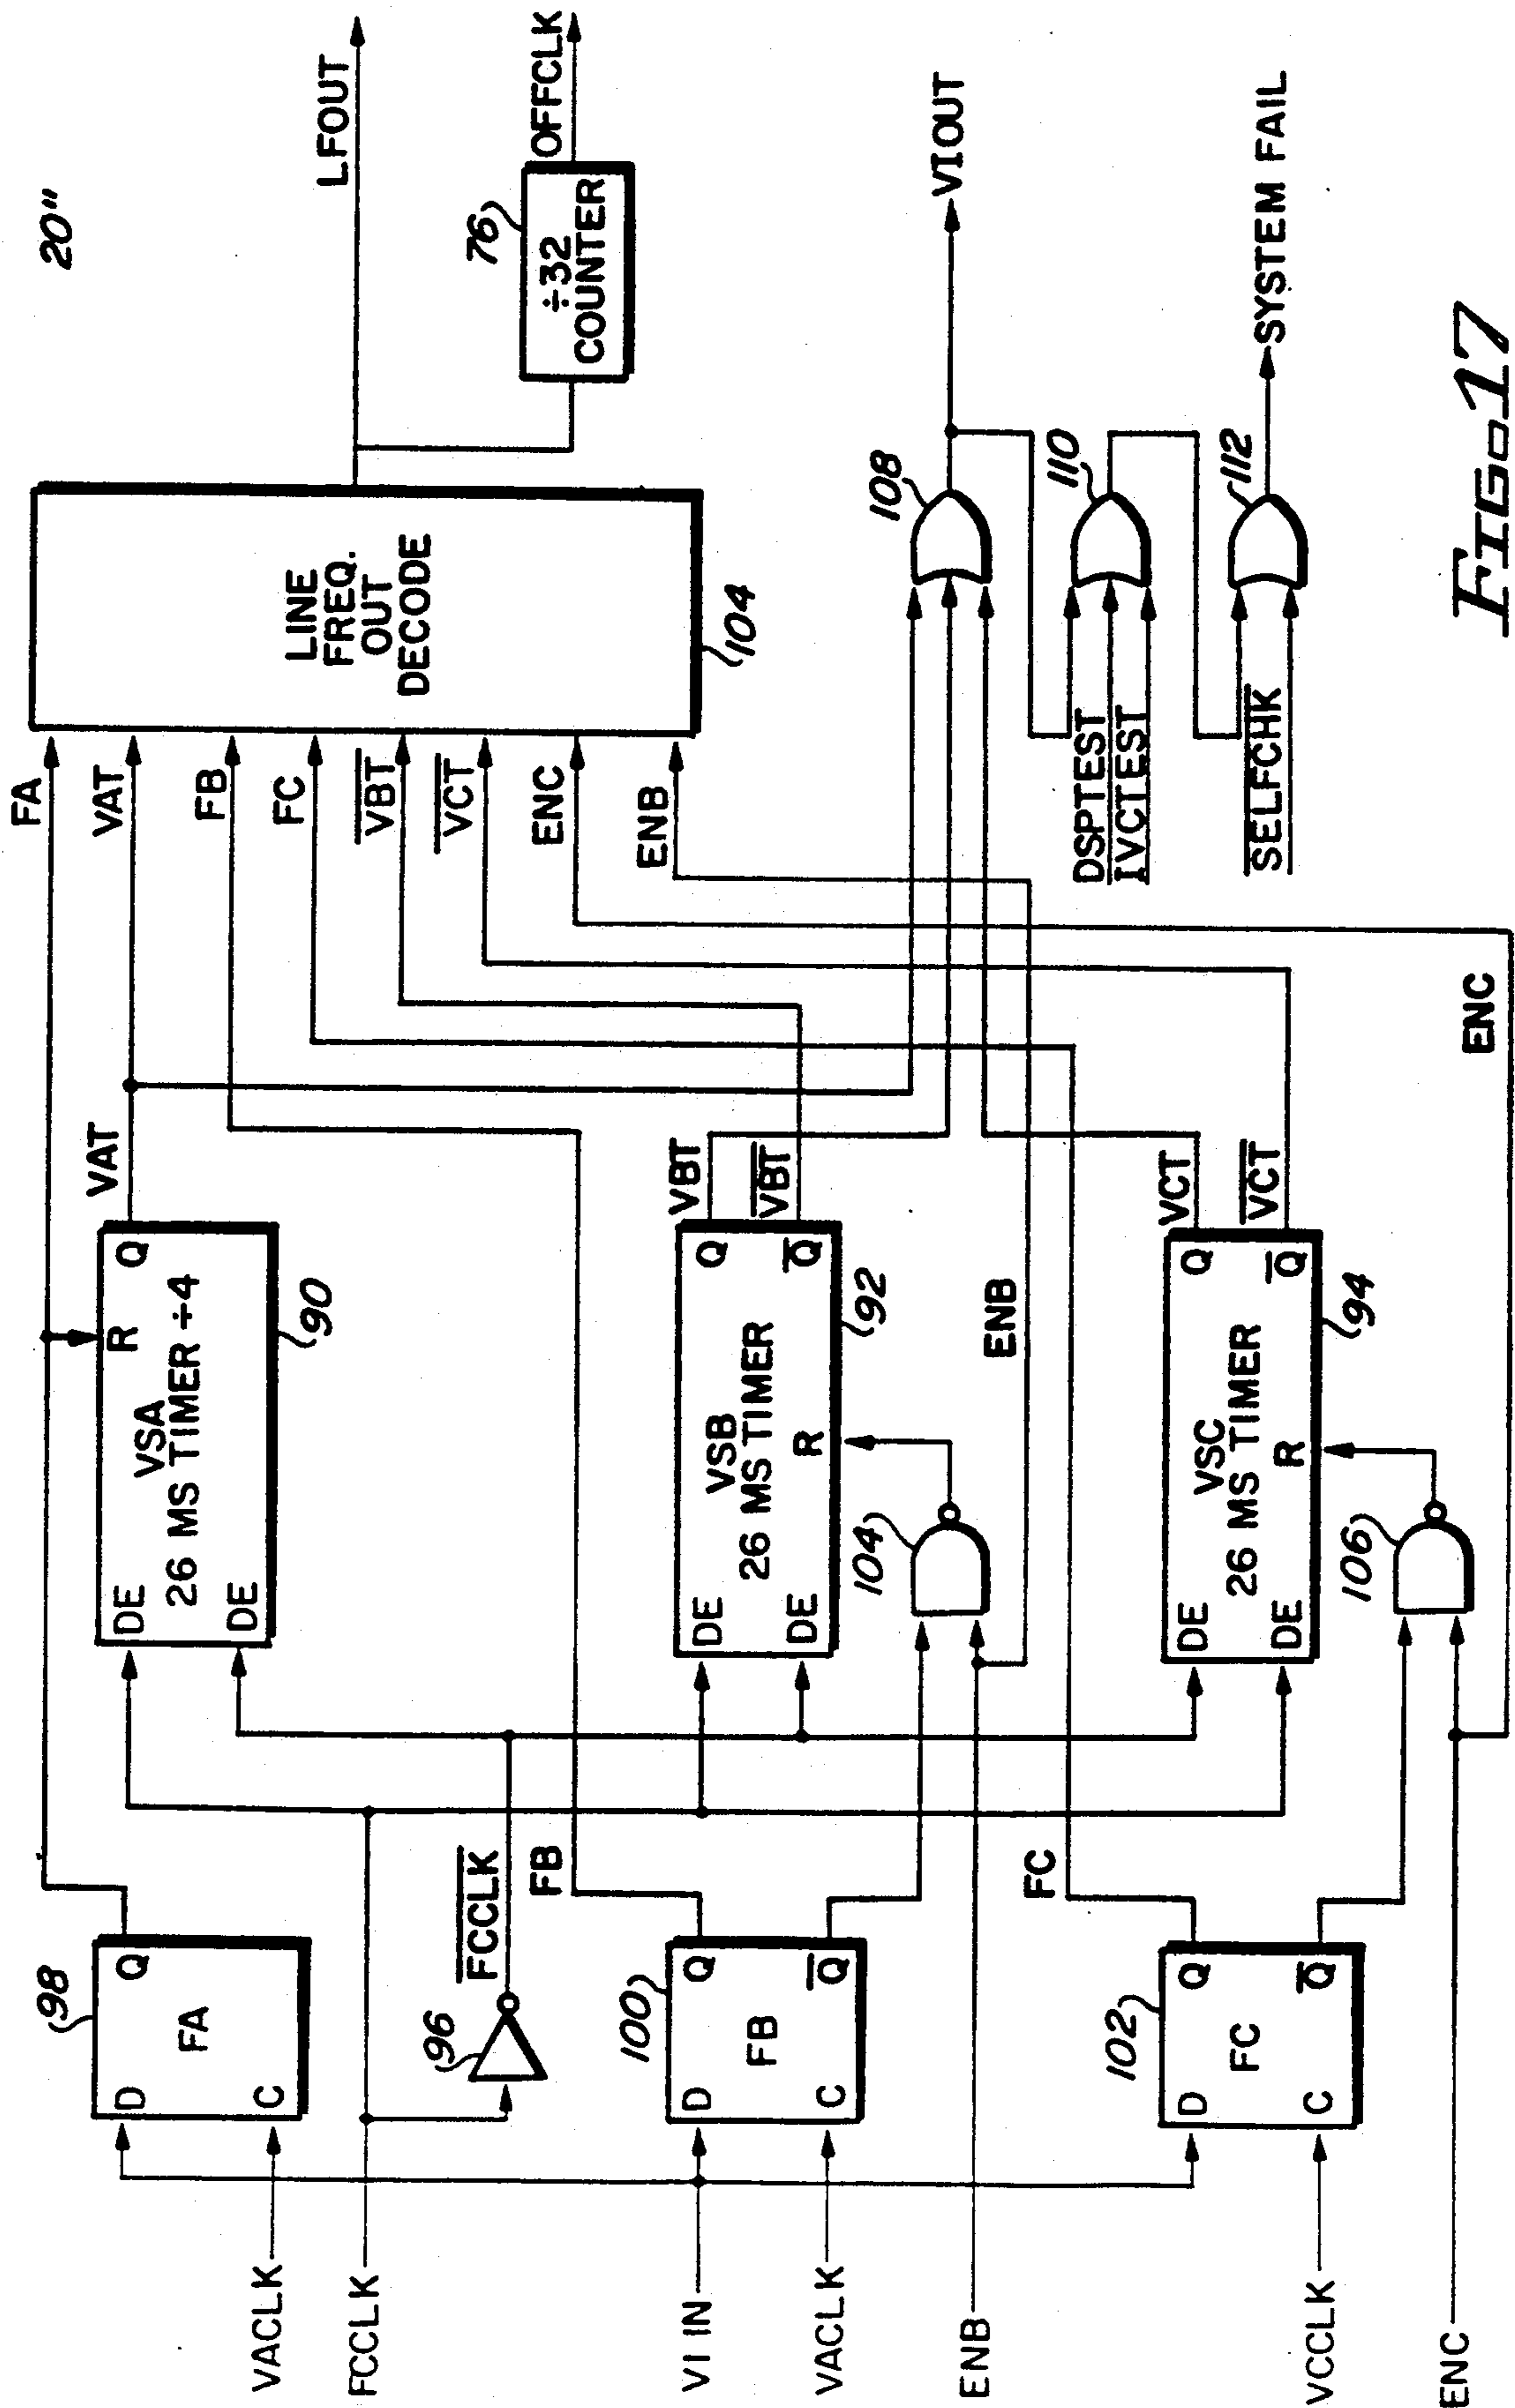 20"
LFOUT
OFFCLK
76
÷32
COUNTER
LINE
FREQ.
OUT
DECODE
104
FA
VAT
FB
FC
VBT
VCT
ENC
ENB
VIOUT
108
110
112
DSPTEST
IVCTEST
SELFCHK
SYSTEM FAIL
VAT
VSA
26 MS TIMER ÷4
DE
DE
R
Q
90
VBT
VBT
VSB
26 MS TIMER
DE
DE
R
Q
Q
92
104
ENB
VCT
VCT
VSC
26 MS TIMER
DE
DE
R
Q
Q
94
106
ENC
98
FA
D
C
Q
96
FCCLK
FB
100
FB
D
C
Q
Q
FC
102
FC
D
C
Q
Q
VACLK
FCCLK
V1IN
VACLK
ENB
VCCLK
ENC
FIG. 17